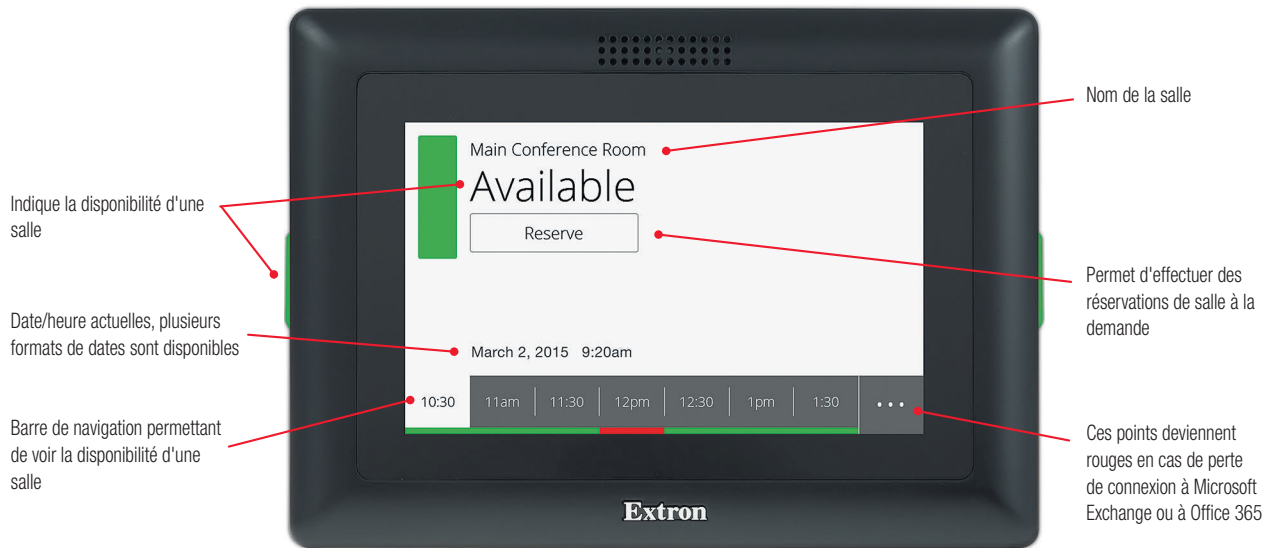 Nom de la salle
Main Conference Room
Available
Reserve
Indique la disponibilité d'une
salle
Permet d'effectuer des
réservations de salle à la
demande
Date/heure actuelles, plusieurs
formats de dates sont disponibles
March 2, 2015 9:20am
10:30 11am 11:30 12pm 12:30 1pm 1:30 ...
Barre de navigation permettant
de voir la disponibilité d'une
salle
Ces points deviennent
rouges en cas de perte
de connexion à Microsoft
Exchange ou à Office 365
Extron